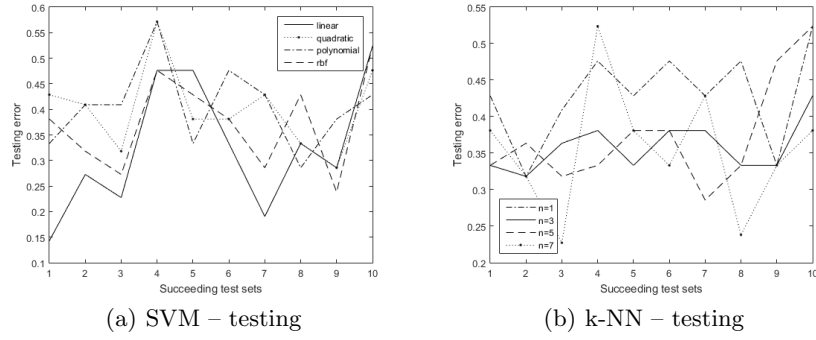 0.6
0.55
0.5
0.45
0.4
0.35
0.3
0.25
0.2
0.15
0.1
Testing error
linear
quadratic
polynomial
rbf
1 2 3 4 5 6 7 8 9 10
Succeeding test sets
(a) SVM – testing
0.55
0.5
0.45
0.4
0.35
0.3
0.25
0.2
Testing error
n=1
n=3
n=5
n=7
1 2 3 4 5 6 7 8 9 10
Succeeding test sets
(b) k-NN – testing